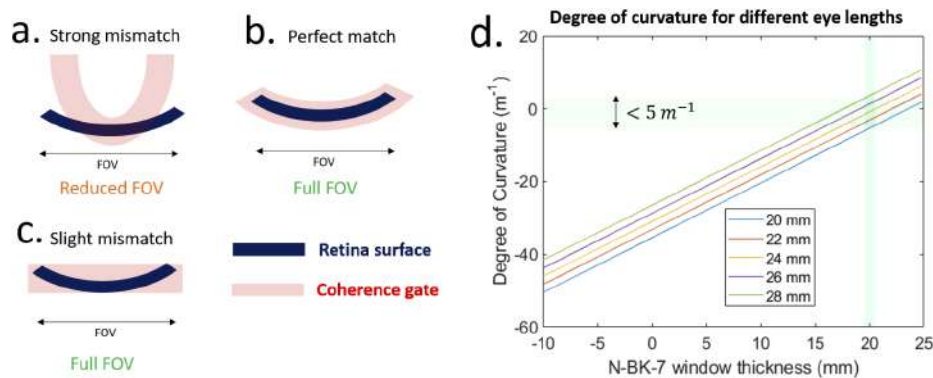 a. Strong mismatch
FOV
Reduced FOV
b. Perfect match
FOV
Full FOV
c. Slight mismatch
FOV
Full FOV
Retina surface
Coherence gate
d. Degree of curvature for different eye lengths
Degree of Curvature (m⁻¹)
20
0
-20
-40
-60
< 5 m⁻¹
20 mm
22 mm
24 mm
26 mm
28 mm
-10 -5 0 5 10 15 20 25
N-BK-7 window thickness (mm)